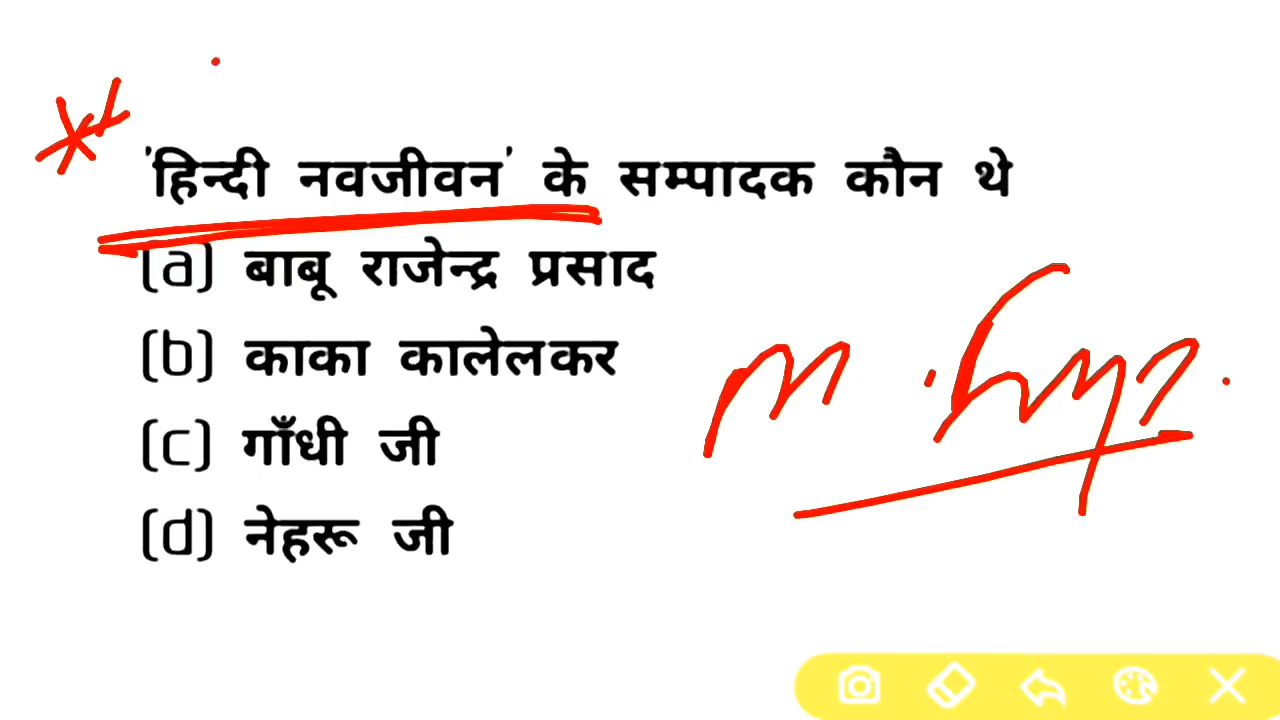 'हिन्दी नवजीवन' के सम्पादक कौन थे
(a) बाबू राजेन्द्र प्रसाद
(b) काका कालेलकर
(c) गाँधी जी
(d) नेहरू जी